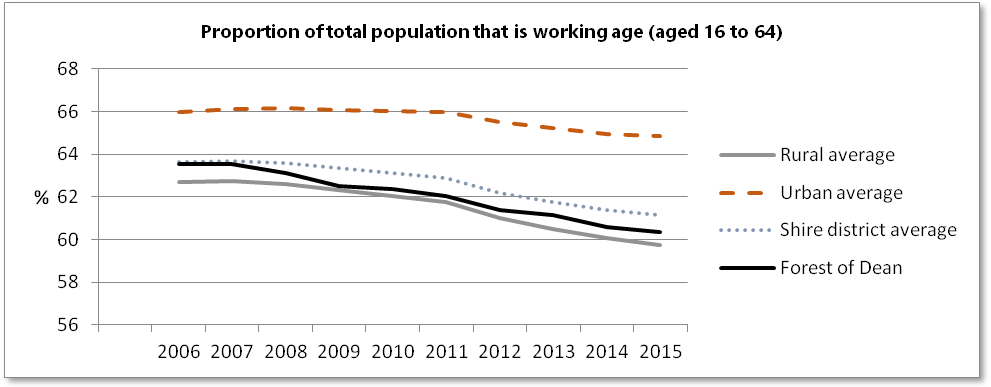 Proportion of total population that is working age (aged 16 to 64)
68
66
64
62
60
58
56
%
2006 2007 2008 2009 2010 2011 2012 2013 2014 2015
Rural average
Urban average
Shire district average
Forest of Dean